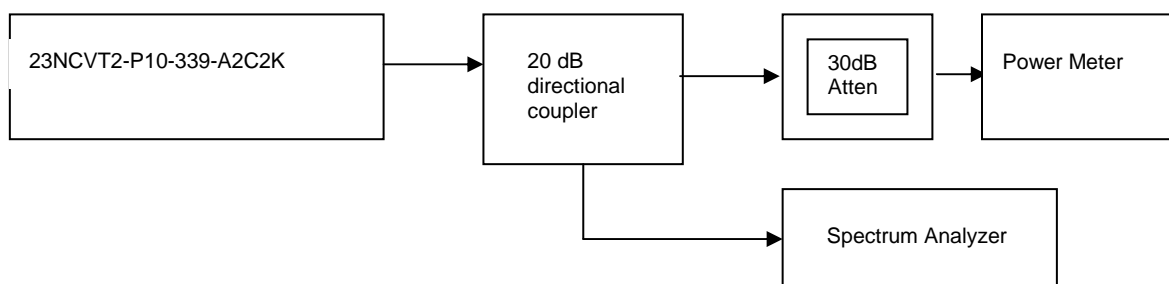 23NCVT2-P10-339-A2C2K
20 dB
directional
coupler
30dB
Atten
Power Meter
Spectrum Analyzer